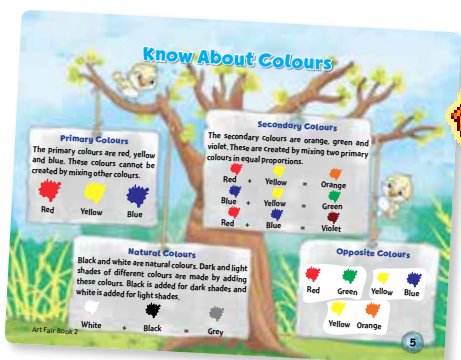 Know About Colours
Primary Colours
The primary colours are red, yellow
and blue. These colours cannot be
created by mixing other colours.
Red Yellow Blue
Secondary Colours
The secondary colours are orange, green and
violet. These are created by mixing two primary
colours in equal proportions.
Red + Yellow = Orange
Blue + Yellow = Green
Red + Blue = Violet
Natural Colours
Black and white are natural colours. Dark and light
shades of different colours are made by adding
these colours. Black is added for dark shades and
white is added for light shades.
White + Black = Grey
Opposite Colours
Red Green Yellow Blue
Yellow Orange
Art Fair Book 2
5